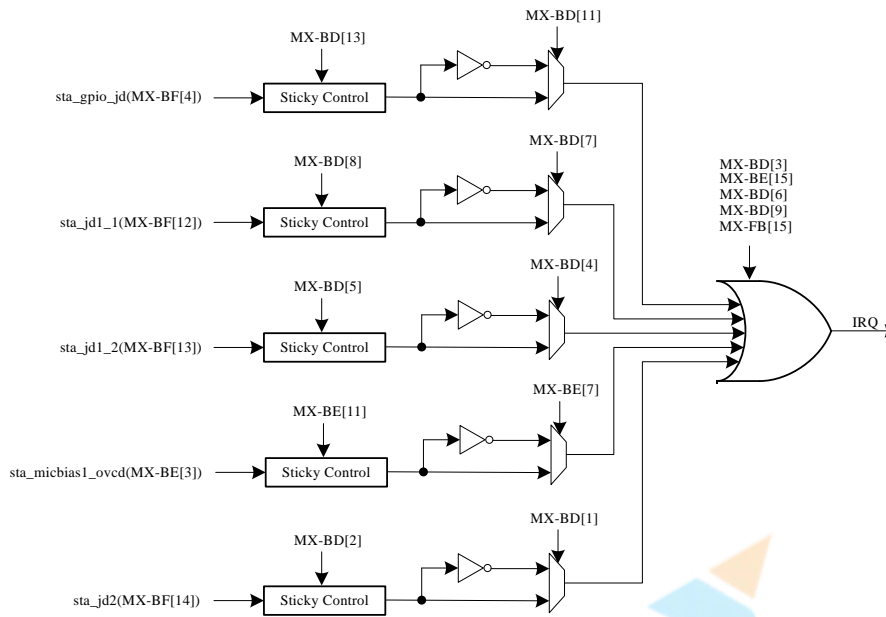 MX-BD[11]
MX-BD[13]
Sticky Control
sta_gpio_jd(MX-BF[4])
MX-BD[7]
MX-BD[8]
Sticky Control
sta_jd1_1(MX-BF[12])
MX-BD[3]
MX-BE[15]
MX-BD[6]
MX-BD[9]
MX-FB[15]
MX-BD[4]
MX-BD[5]
Sticky Control
sta_jd1_2(MX-BF[13])
IRQ
MX-BE[7]
MX-BE[11]
Sticky Control
sta_micbias1_ovcd(MX-BE[3])
MX-BD[1]
MX-BD[2]
Sticky Control
sta_jd2(MX-BF[14])